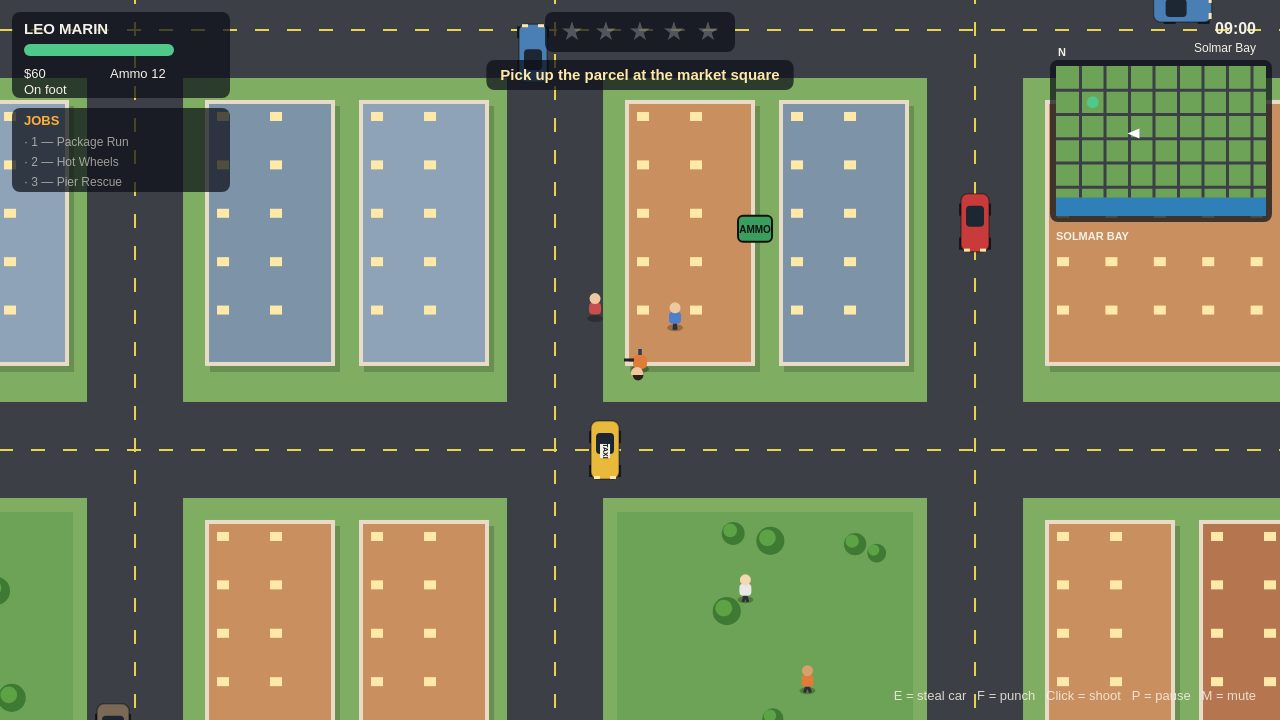 LEO MARIN
$60 Ammo 12
On foot
JOBS
· 1 — Package Run
· 2 — Hot Wheels
· 3 — Pier Rescue
★ ★ ★ ★ ★
Pick up the parcel at the market square
09:00
Solmar Bay
N
SOLMAR BAY
AMMO
TAXI
E = steal car F = punch Click = shoot P = pause M = mute